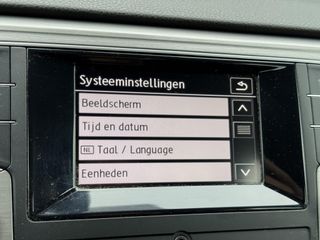 Systeeminstellingen
Beeldscherm
Tijd en datum
NL Taal / Language
Eenheden